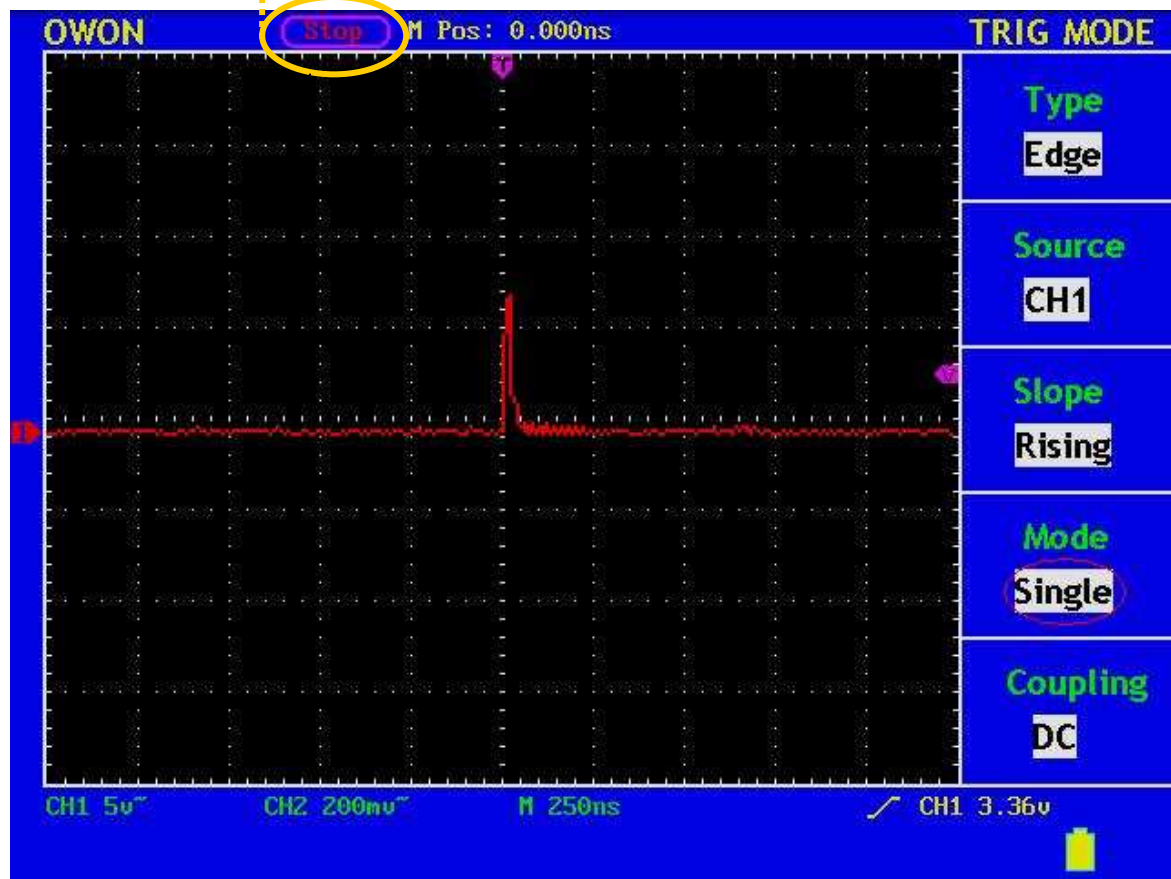 OWON Stop M Pos: 0.000ns TRIG MODE
T
Type
Edge
Source
CH1
Slope
Rising
Mode
Single
Coupling
DC
1
CH1 5v~ CH2 200mv~ M 250ns CH1 3.36v